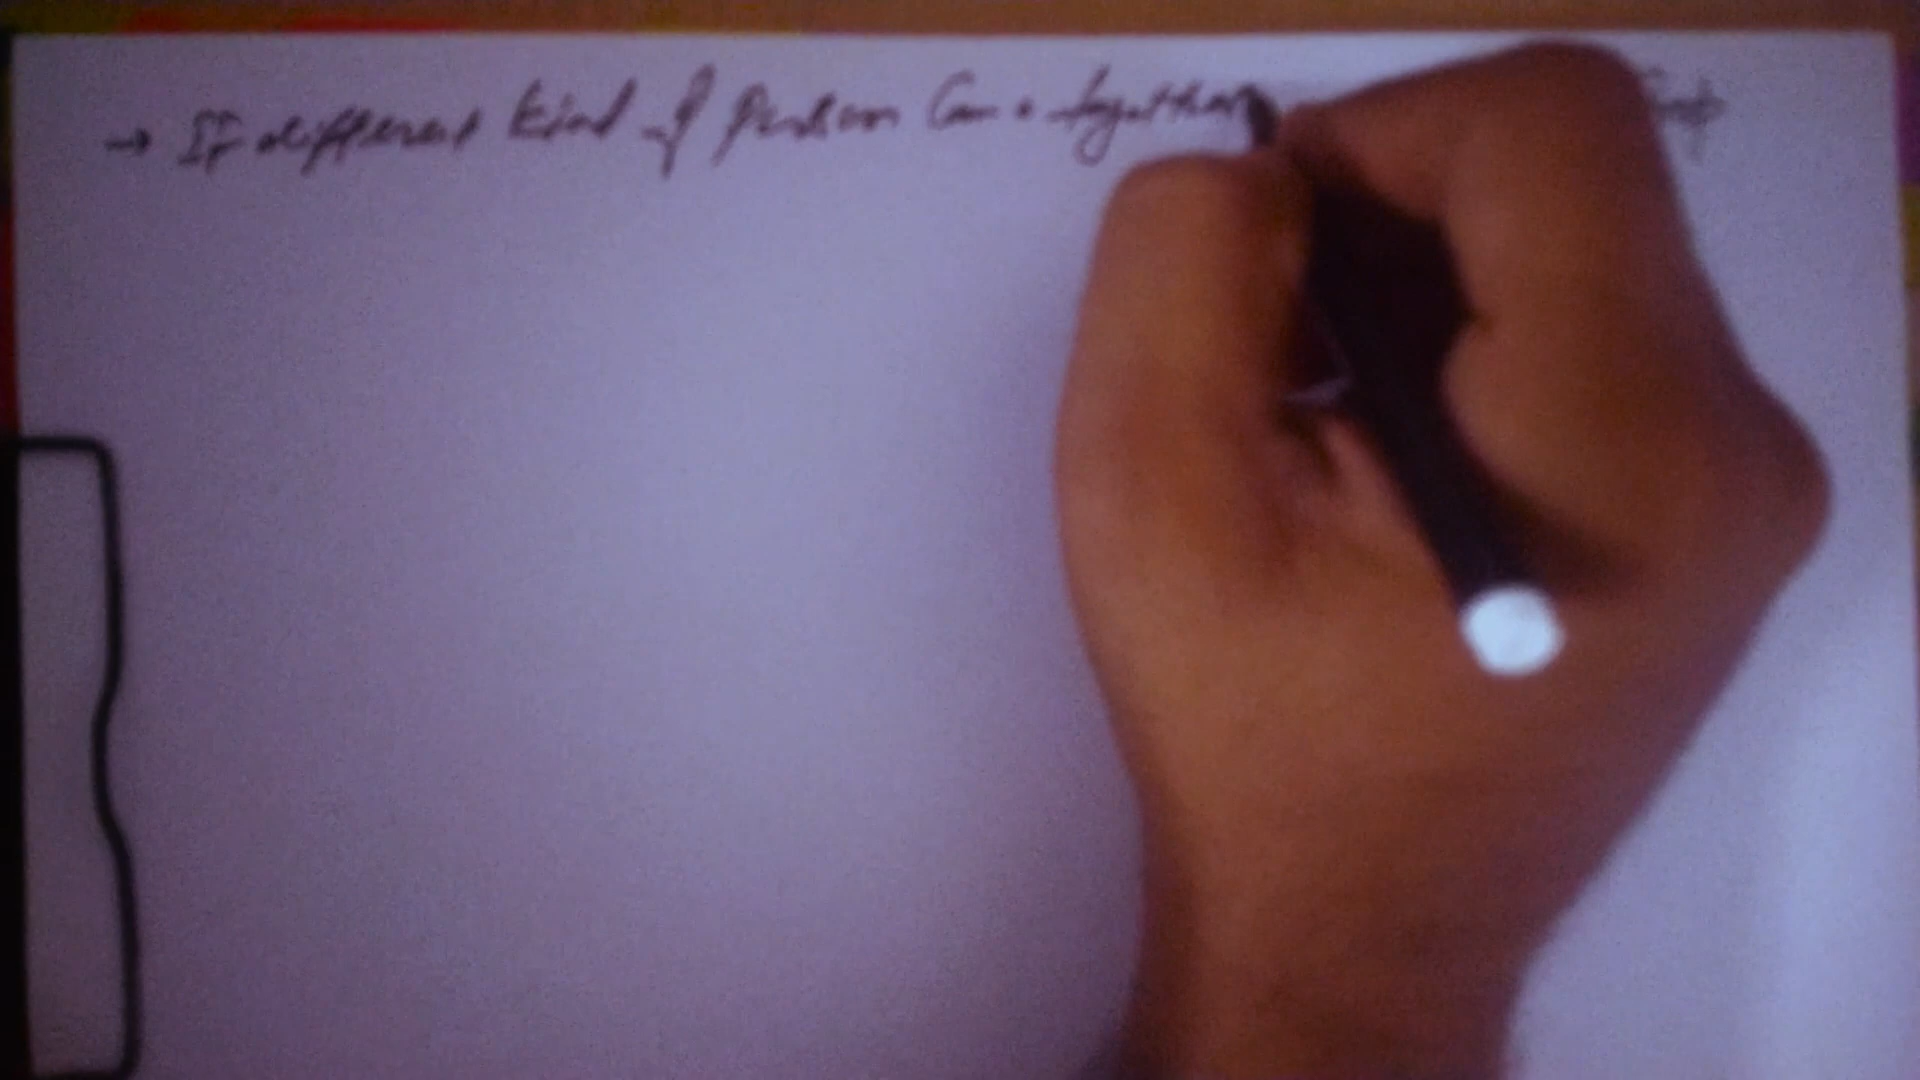 → If different kind of person Come together